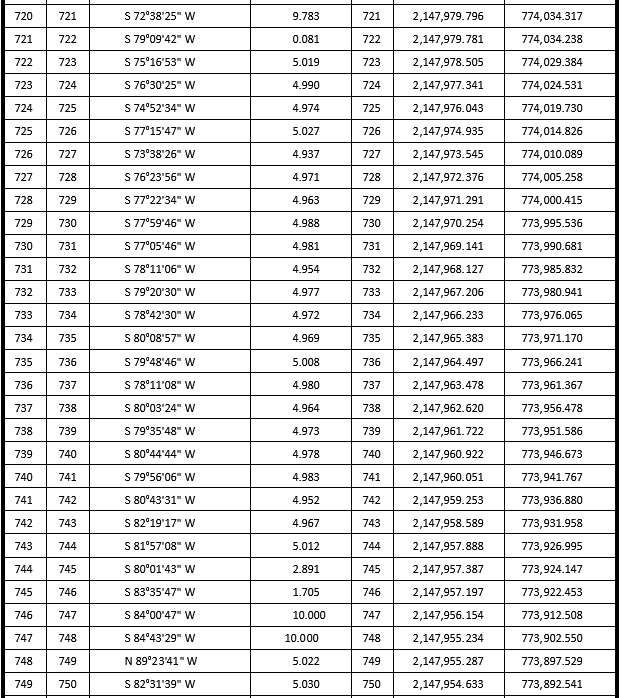 720 721 S 72°38'25" W 9.783 721 2,147,979.796 774,034.317
721 722 S 79°09'42" W 0.081 722 2,147,979.781 774,034.238
722 723 S 75°16'53" W 5.019 723 2,147,978.505 774,029.384
723 724 S 76°30'25" W 4.990 724 2,147,977.341 774,024.531
724 725 S 74°52'34" W 4.974 725 2,147,976.043 774,019.730
725 726 S 77°15'47" W 5.027 726 2,147,974.935 774,014.826
726 727 S 73°38'26" W 4.937 727 2,147,973.545 774,010.089
727 728 S 76°23'56" W 4.971 728 2,147,972.376 774,005.258
728 729 S 77°22'34" W 4.963 729 2,147,971.291 774,000.415
729 730 S 77°59'46" W 4.988 730 2,147,970.254 773,995.536
730 731 S 77°05'46" W 4.981 731 2,147,969.141 773,990.681
731 732 S 78°11'06" W 4.954 732 2,147,968.127 773,985.832
732 733 S 79°20'30" W 4.977 733 2,147,967.206 773,980.941
733 734 S 78°42'30" W 4.972 734 2,147,966.233 773,976.065
734 735 S 80°08'57" W 4.969 735 2,147,965.383 773,971.170
735 736 S 79°48'46" W 5.008 736 2,147,964.497 773,966.241
736 737 S 78°11'08" W 4.980 737 2,147,963.478 773,961.367
737 738 S 80°03'24" W 4.964 738 2,147,962.620 773,956.478
738 739 S 79°35'48" W 4.973 739 2,147,961.722 773,951.586
739 740 S 80°44'44" W 4.978 740 2,147,960.922 773,946.673
740 741 S 79°56'06" W 4.983 741 2,147,960.051 773,941.767
741 742 S 80°43'31" W 4.952 742 2,147,959.253 773,936.880
742 743 S 82°19'17" W 4.967 743 2,147,958.589 773,931.958
743 744 S 81°57'08" W 5.012 744 2,147,957.888 773,926.995
744 745 S 80°01'43" W 2.891 745 2,147,957.387 773,924.147
745 746 S 83°35'47" W 1.705 746 2,147,957.197 773,922.453
746 747 S 84°00'47" W 10.000 747 2,147,956.154 773,912.508
747 748 S 84°43'29" W 10.000 748 2,147,955.234 773,902.550
748 749 N 89°23'41" W 5.022 749 2,147,955.287 773,897.529
749 750 S 82°31'39" W 5.030 750 2,147,954.633 773,892.541